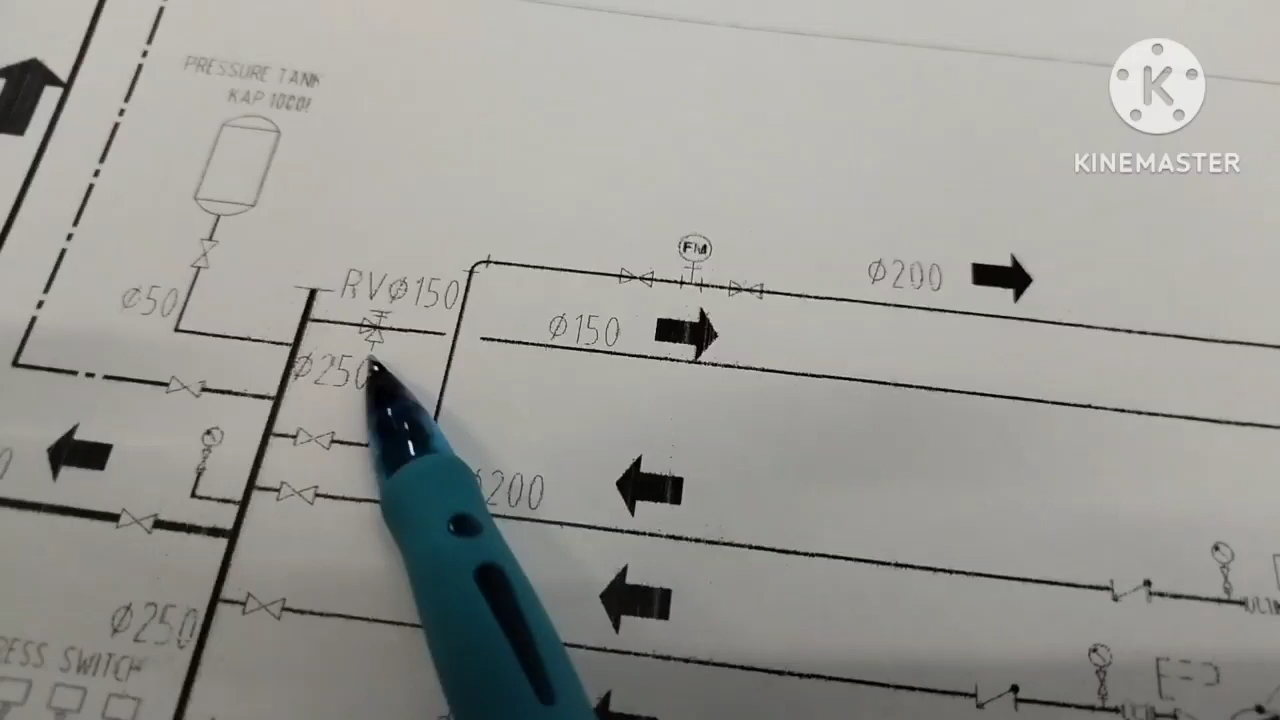 PRESSURE TANK
KAP 1000l
K
KINEMASTER
FM
RVØ150
Ø200
Ø50
Ø150
Ø250
Ø200
Ø250
ESS SWITCH